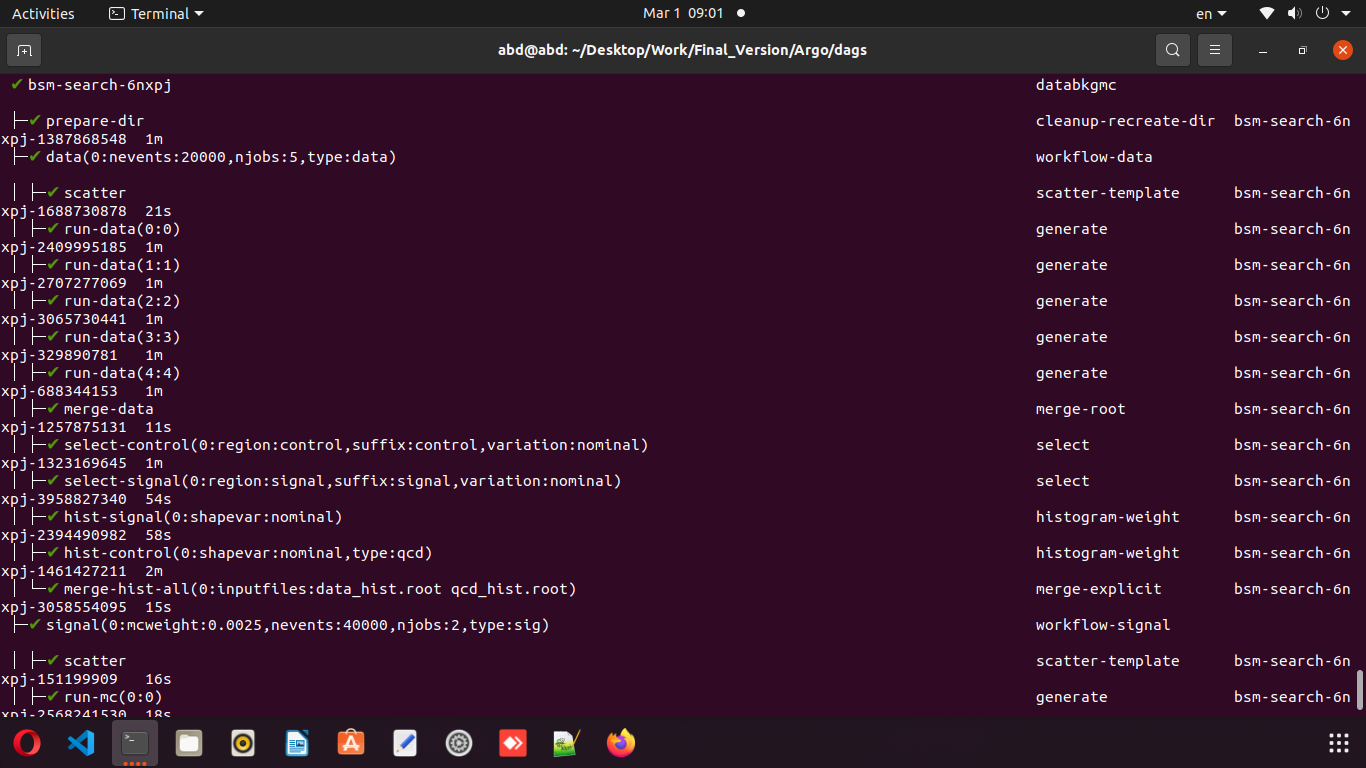 Activities Terminal Mar 1 09:01 en
abd@abd: ~/Desktop/Work/Final_Version/Argo/dags
✔ bsm-search-6nxpj databkgmc
├─✔ prepare-dir cleanup-recreate-dir bsm-search-6n
xpj-1387868548 1m
├─✔ data(0:nevents:20000,njobs:5,type:data) workflow-data
│ ├─✔ scatter scatter-template bsm-search-6n
xpj-1688730878 21s
│ ├─✔ run-data(0:0) generate bsm-search-6n
xpj-2409995185 1m
│ ├─✔ run-data(1:1) generate bsm-search-6n
xpj-2707277069 1m
│ ├─✔ run-data(2:2) generate bsm-search-6n
xpj-3065730441 1m
│ ├─✔ run-data(3:3) generate bsm-search-6n
xpj-329890781 1m
│ ├─✔ run-data(4:4) generate bsm-search-6n
xpj-688344153 1m
│ ├─✔ merge-data merge-root bsm-search-6n
xpj-1257875131 11s
│ ├─✔ select-control(0:region:control,suffix:control,variation:nominal) select bsm-search-6n
xpj-1323169645 1m
│ ├─✔ select-signal(0:region:signal,suffix:signal,variation:nominal) select bsm-search-6n
xpj-3958827340 54s
│ ├─✔ hist-signal(0:shapevar:nominal) histogram-weight bsm-search-6n
xpj-2394490982 58s
│ ├─✔ hist-control(0:shapevar:nominal,type:qcd) histogram-weight bsm-search-6n
xpj-1461427211 2m
│ └─✔ merge-hist-all(0:inputfiles:data_hist.root qcd_hist.root) merge-explicit bsm-search-6n
xpj-3058554095 15s
├─✔ signal(0:mcweight:0.0025,nevents:40000,njobs:2,type:sig) workflow-signal
│ ├─✔ scatter scatter-template bsm-search-6n
xpj-151199909 16s
│ ├─✔ run-mc(0:0) generate bsm-search-6n
xpj-2568241530 18s